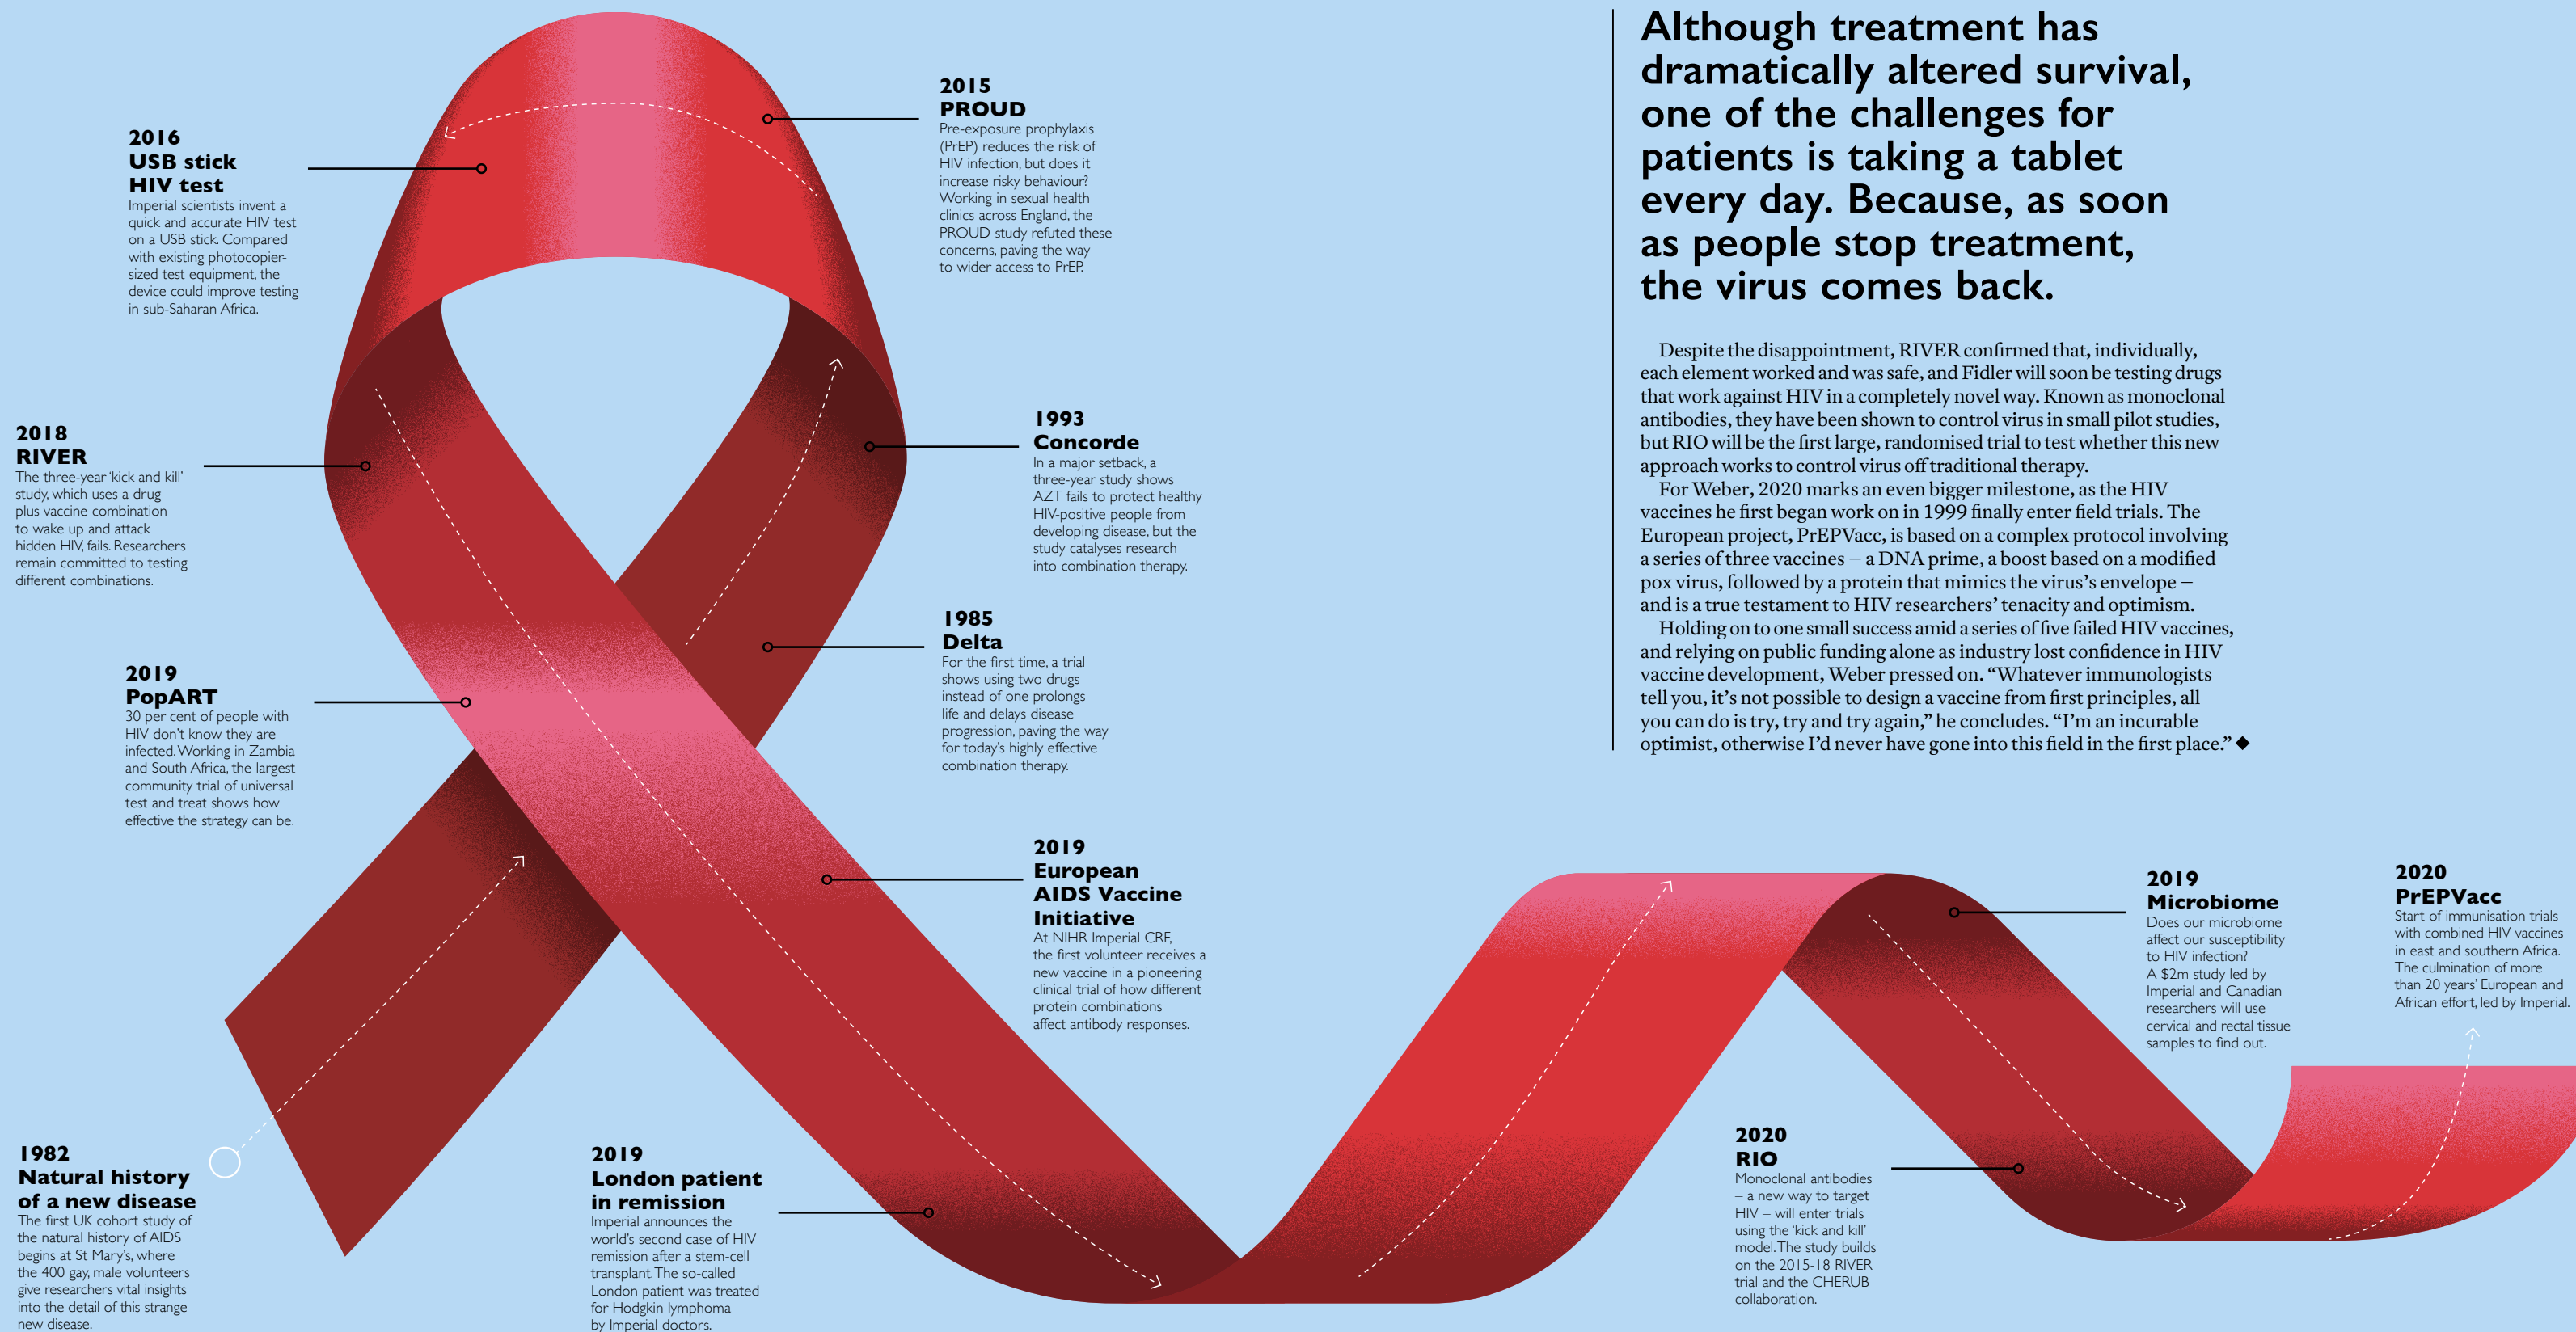 1982
Natural history
of a new disease
The first UK cohort study of
the natural history of AIDS
begins at St Mary’s, where
the 400 gay, male volunteers
give researchers vital insights
into the detail of this strange
new disease.
1985
Delta
For the first time, a trial
shows using two drugs
instead of one prolongs
life and delays disease
progression, paving the way
for today’s highly effective
combination therapy.
1993
Concorde
In a major setback, a
three-year study shows
AZT fails to protect healthy
HIV-positive people from
developing disease, but the
study catalyses research
into combination therapy.
2015
PROUD
Pre-exposure prophylaxis
(PrEP) reduces the risk of
HIV infection, but does it
increase risky behaviour?
Working in sexual health
clinics across England, the
PROUD study refuted these
concerns, paving the way
to wider access to PrEP.
2016
USB stick
HIV test
Imperial scientists invent a
quick and accurate HIV test
on a USB stick. Compared
with existing photocopier-
sized test equipment, the
device could improve testing
in sub-Saharan Africa.
2018
RIVER
The three-year ‘kick and kill’
study, which uses a drug
plus vaccine combination
to wake up and attack
hidden HIV, fails. Researchers
remain committed to testing
different combinations.
2019
PopART
30 per cent of people with
HIV don’t know they are
infected. Working in Zambia
and South Africa, the largest
community trial of universal
test and treat shows how
effective the strategy can be.
2019
European
AIDS Vaccine
Initiative
At NIHR Imperial CRF,
the first volunteer receives a
new vaccine in a pioneering
clinical trial of how different
protein combinations
affect antibody responses.
2019
London patient
in remission
Imperial announces the
world’s second case of HIV
remission after a stem-cell
transplant. The so-called
London patient was treated
for Hodgkin lymphoma
by Imperial doctors.
2019
Microbiome
Does our microbiome
affect our susceptibility
to HIV infection?
A $2m study led by
Imperial and Canadian
researchers will use
cervical and rectal tissue
samples to find out.
2020
RIO
Monoclonal antibodies
– a new way to target
HIV – will enter trials
using the ‘kick and kill’
model. The study builds
on the 2015-18 RIVER
trial and the CHERUB
collaboration.
2020
PrEPVacc
Start of immunisation trials
with combined HIV vaccines
in east and southern Africa.
The culmination of more
than 20 years’ European and
African effort, led by Imperial.
Although treatment has
dramatically altered survival,
one of the challenges for
patients is taking a tablet
every day. Because, as soon
as people stop treatment,
the virus comes back.
Despite the disappointment, RIVER confirmed that, individually,
each element worked and was safe, and Fidler will soon be testing drugs
that work against HIV in a completely novel way. Known as monoclonal
antibodies, they have been shown to control virus in small pilot studies,
but RIO will be the first large, randomised trial to test whether this new
approach works to control virus off traditional therapy.
For Weber, 2020 marks an even bigger milestone, as the HIV
vaccines he first began work on in 1999 finally enter field trials. The
European project, PrEPVacc, is based on a complex protocol involving
a series of three vaccines – a DNA prime, a boost based on a modified
pox virus, followed by a protein that mimics the virus’s envelope –
and is a true testament to HIV researchers’ tenacity and optimism.
Holding on to one small success amid a series of five failed HIV vaccines,
and relying on public funding alone as industry lost confidence in HIV
vaccine development, Weber pressed on. “Whatever immunologists
tell you, it’s not possible to design a vaccine from first principles, all
you can do is try, try and try again,” he concludes. “I’m an incurable
optimist, otherwise I’d never have gone into this field in the first place.” ◆